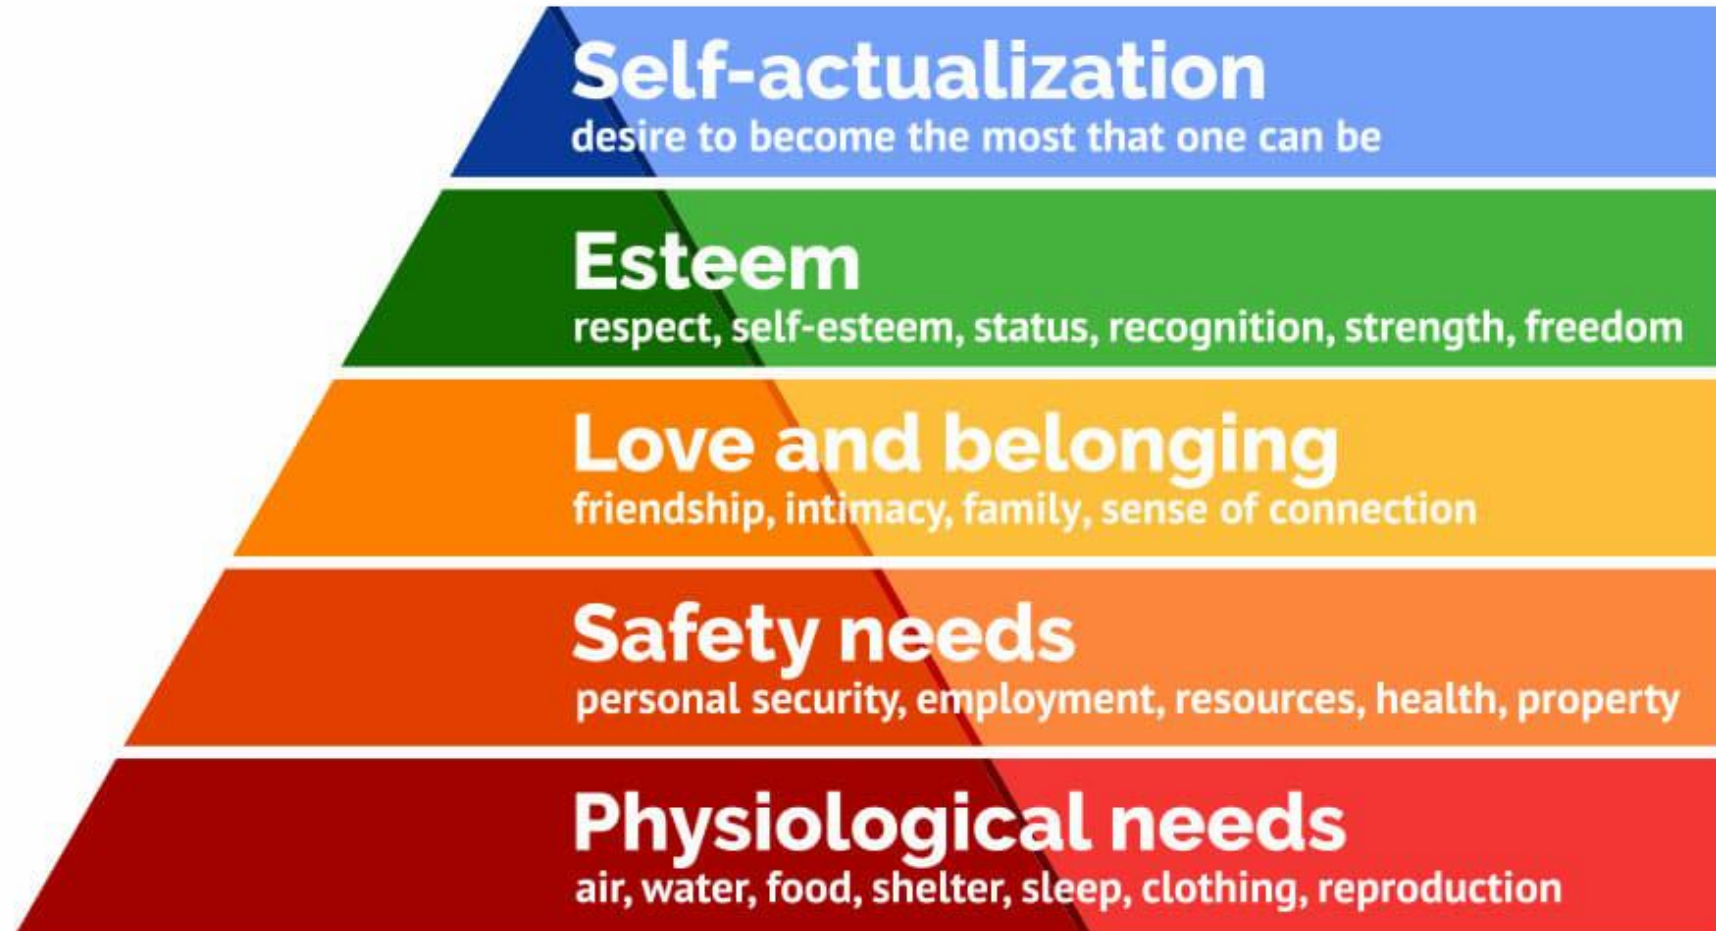 Self-actualization
desire to become the most that one can be
Esteem
respect, self-esteem, status, recognition, strength, freedom
Love and belonging
friendship, intimacy, family, sense of connection
Safety needs
personal security, employment, resources, health, property
Physiological needs
air, water, food, shelter, sleep, clothing, reproduction